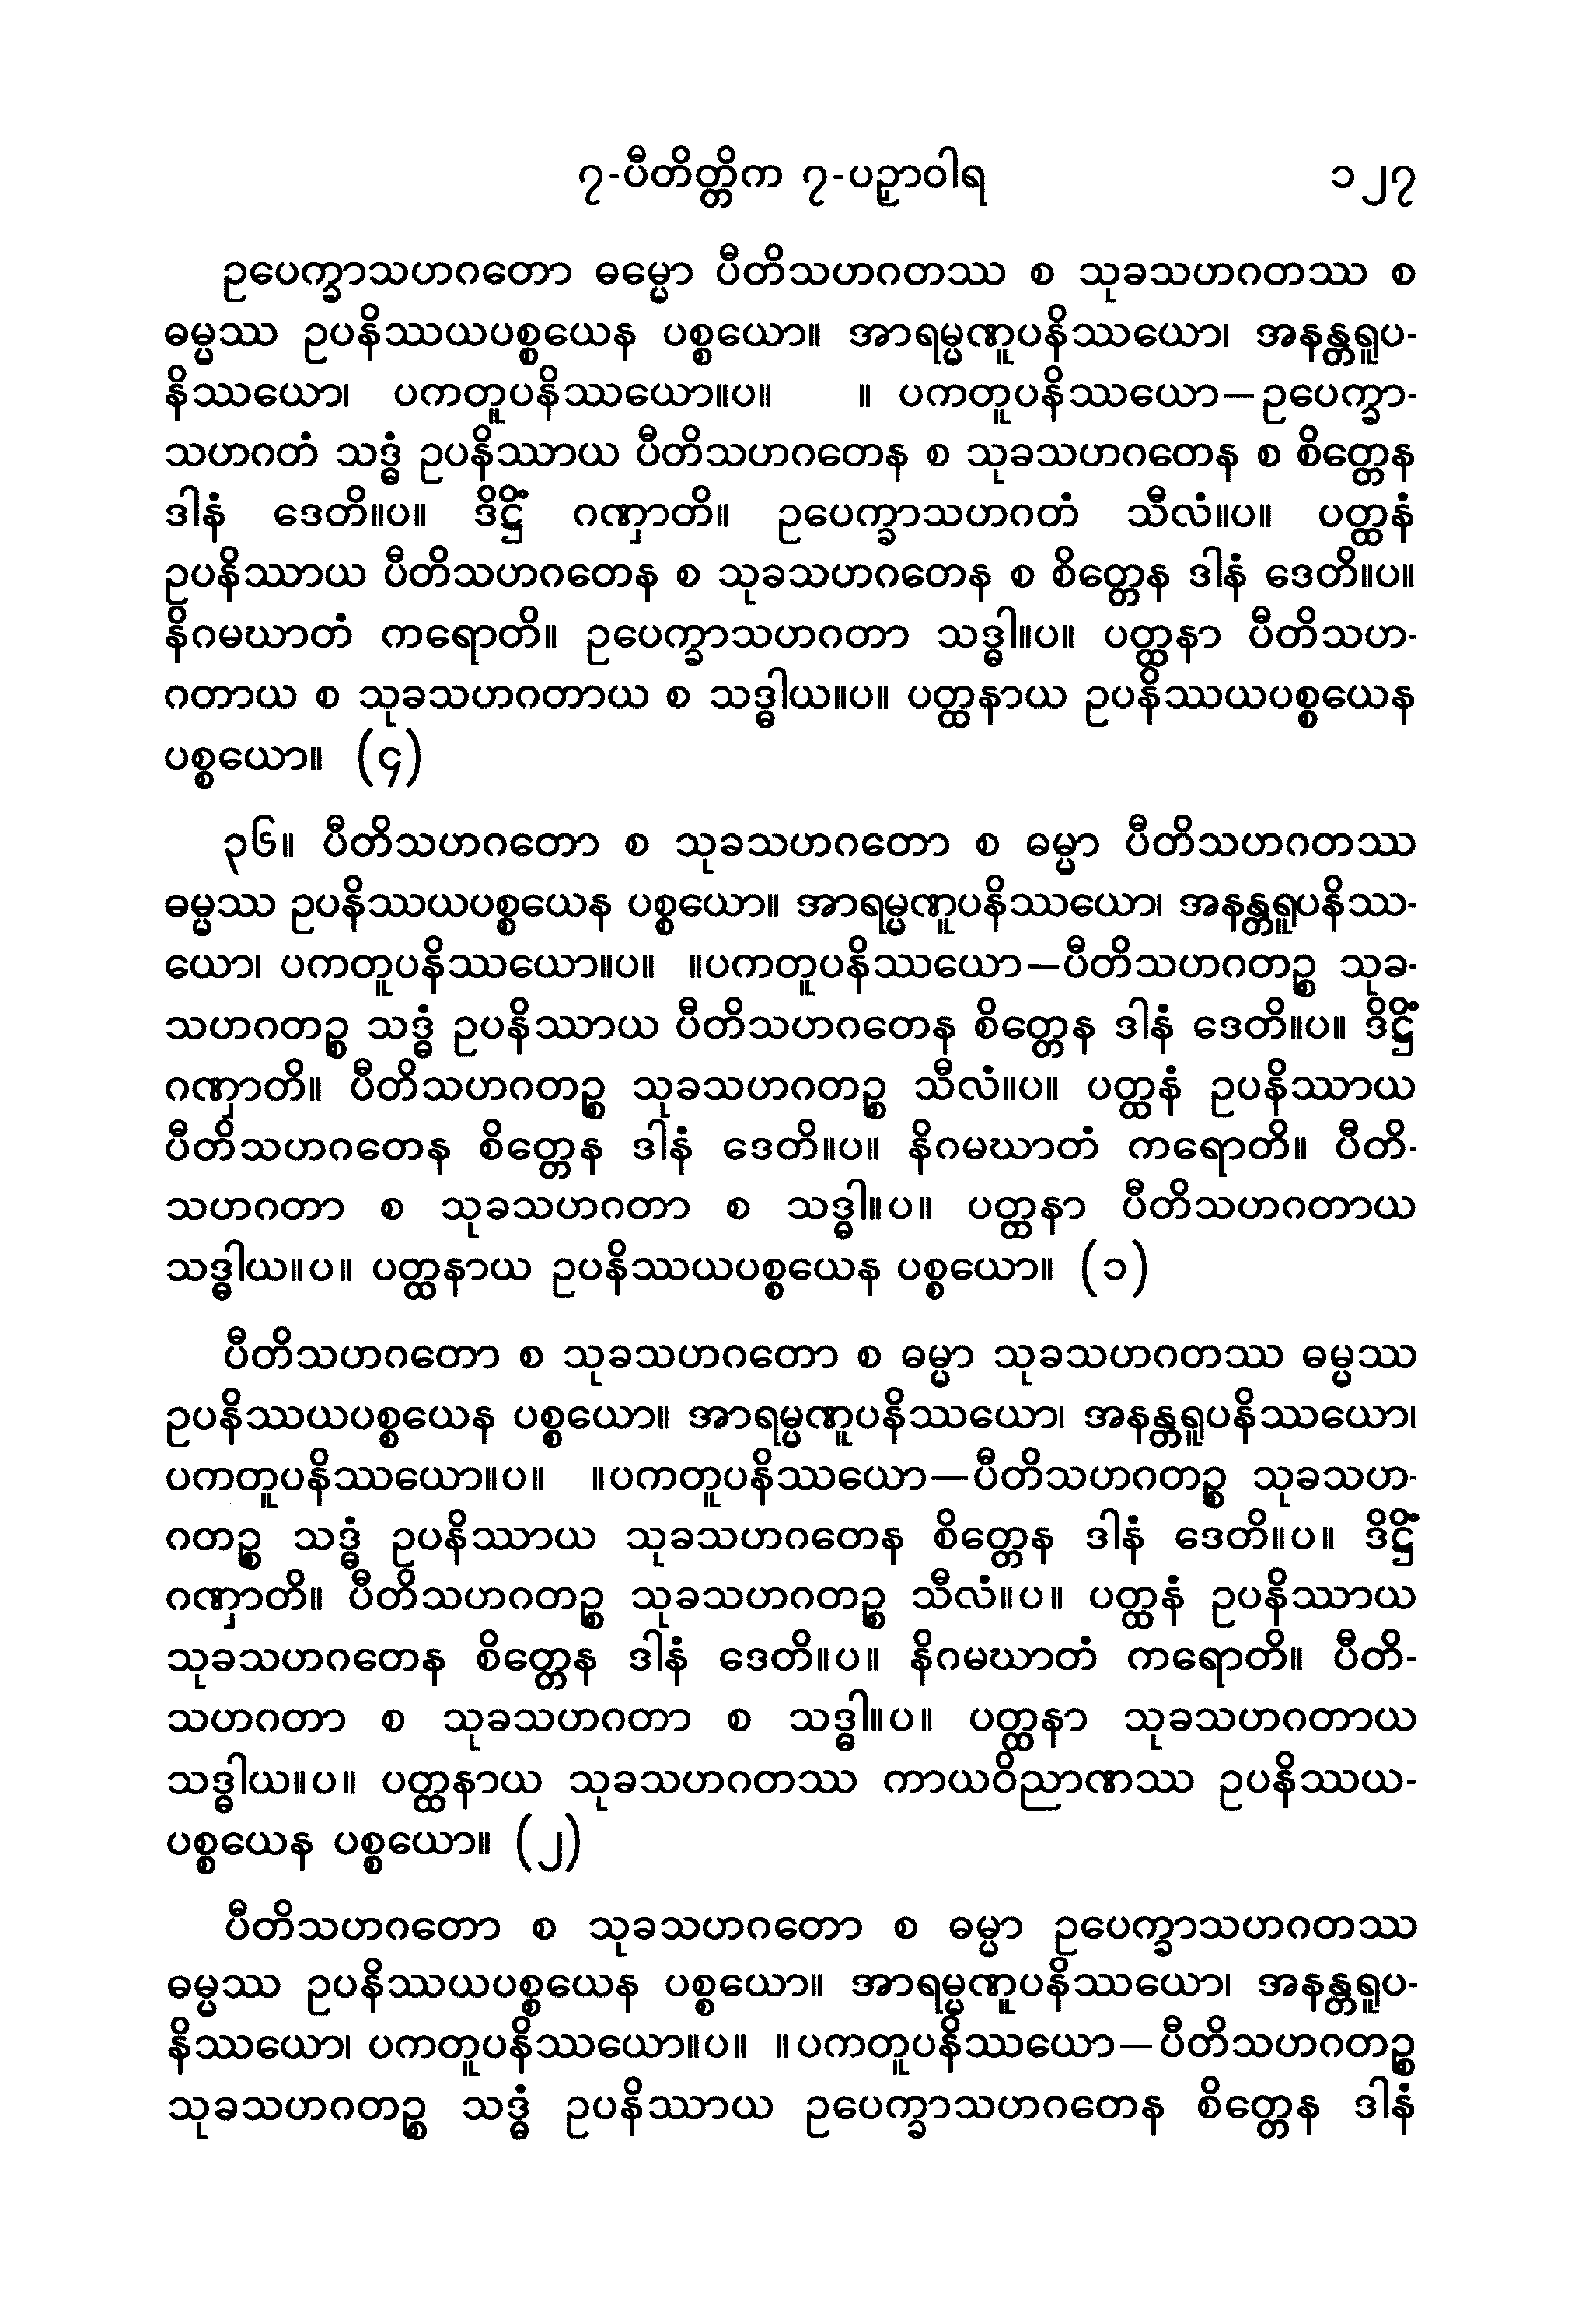 ၇-ပီတိတ္တိက ၇-ပဉှာဝါရ ၁၂၇
ဥပေက္ခာသဟဂတော ဓမ္မော ပီတိသဟဂတဿ စ သုခသဟဂတဿ စ
ဓမ္မဿ ဥပနိဿယပစ္စယေန ပစ္စယော။ အာရမ္မဏူပနိဿယော၊ အနန္တရူပ-
နိဿယော၊ ပကတူပနိဿယော။ပ။ ။ ပကတူပနိဿယော—ဥပေက္ခာ-
သဟဂတံ သဒ္ဓံ ဥပနိဿာယ ပီတိသဟဂတေန စ သုခသဟဂတေန စ စိတ္တေန
ဒါနံ ဒေတိ။ပ။ ဒိဋ္ဌိံ ဂဏှာတိ။ ဥပေက္ခာသဟဂတံ သီလံ။ပ။ ပတ္ထနံ
ဥပနိဿာယ ပီတိသဟဂတေန စ သုခသဟဂတေန စ စိတ္တေန ဒါနံ ဒေတိ။ပ။
နိဂမဃာတံ ကရောတိ။ ဥပေက္ခာသဟဂတာ သဒ္ဓါ။ပ။ ပတ္ထနာ ပီတိသဟ-
ဂတာယ စ သုခသဟဂတာယ စ သဒ္ဓါယ။ပ။ ပတ္ထနာယ ဥပနိဿယပစ္စယေန
ပစ္စယော။ (၄)
၃၆။ ပီတိသဟဂတော စ သုခသဟဂတော စ ဓမ္မာ ပီတိသဟဂတဿ
ဓမ္မဿ ဥပနိဿယပစ္စယေန ပစ္စယော။ အာရမ္မဏူပနိဿယော၊ အနန္တရူပနိဿ-
ယော၊ ပကတူပနိဿယော။ပ။ ။ပကတူပနိဿယော—ပီတိသဟဂတဉ္စ သုခ-
သဟဂတဉ္စ သဒ္ဓံ ဥပနိဿာယ ပီတိသဟဂတေန စိတ္တေန ဒါနံ ဒေတိ။ပ။ ဒိဋ္ဌိံ
ဂဏှာတိ။ ပီတိသဟဂတဉ္စ သုခသဟဂတဉ္စ သီလံ။ပ။ ပတ္ထနံ ဥပနိဿာယ
ပီတိသဟဂတေန စိတ္တေန ဒါနံ ဒေတိ။ပ။ နိဂမဃာတံ ကရောတိ။ ပီတိ-
သဟဂတာ စ သုခသဟဂတာ စ သဒ္ဓါ။ပ။ ပတ္ထနာ ပီတိသဟဂတာယ
သဒ္ဓါယ။ပ။ ပတ္ထနာယ ဥပနိဿယပစ္စယေန ပစ္စယော။ (၁)
ပီတိသဟဂတော စ သုခသဟဂတော စ ဓမ္မာ သုခသဟဂတဿ ဓမ္မဿ
ဥပနိဿယပစ္စယေန ပစ္စယော။ အာရမ္မဏူပနိဿယော၊ အနန္တရူပနိဿယော၊
ပကတူပနိဿယော။ပ။ ။ပကတူပနိဿယော—ပီတိသဟဂတဉ္စ သုခသဟ-
ဂတဉ္စ သဒ္ဓံ ဥပနိဿာယ သုခသဟဂတေန စိတ္တေန ဒါနံ ဒေတိ။ပ။ ဒိဋ္ဌိံ
ဂဏှာတိ။ ပီတိသဟဂတဉ္စ သုခသဟဂတဉ္စ သီလံ။ပ။ ပတ္ထနံ ဥပနိဿာယ
သုခသဟဂတေန စိတ္တေန ဒါနံ ဒေတိ။ပ။ နိဂမဃာတံ ကရောတိ။ ပီတိ-
သဟဂတာ စ သုခသဟဂတာ စ သဒ္ဓါ။ပ။ ပတ္ထနာ သုခသဟဂတာယ
သဒ္ဓါယ။ပ။ ပတ္ထနာယ သုခသဟဂတဿ ကာယဝိညာဏဿ ဥပနိဿယ-
ပစ္စယေန ပစ္စယော။ (၂)
ပီတိသဟဂတော စ သုခသဟဂတော စ ဓမ္မာ ဥပေက္ခာသဟဂတဿ
ဓမ္မဿ ဥပနိဿယပစ္စယေန ပစ္စယော။ အာရမ္မဏူပနိဿယော၊ အနန္တရူပ-
နိဿယော၊ ပကတူပနိဿယော။ပ။ ။ပကတူပနိဿယော—ပီတိသဟဂတဉ္စ
သုခသဟဂတဉ္စ သဒ္ဓံ ဥပနိဿာယ ဥပေက္ခာသဟဂတေန စိတ္တေန ဒါနံ